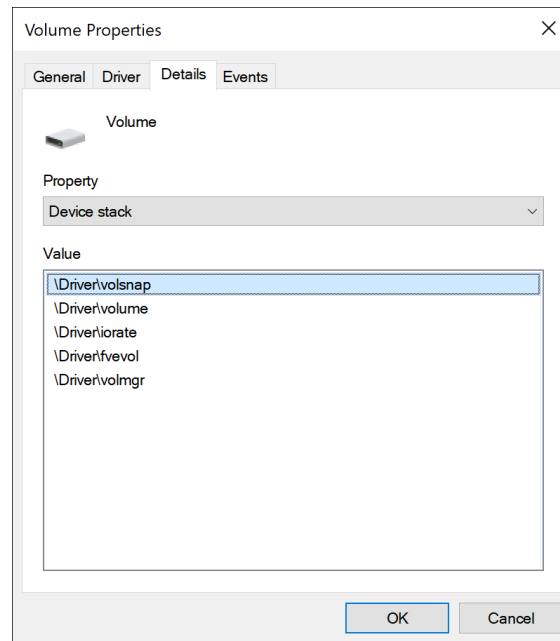 Volume Properties
General Driver Details Events
Volume
Property
Device stack
Value
\Driver\volsnap
\Driver\volume
\Driver\iorate
\Driver\fvevol
\Driver\volmgr
OK Cancel